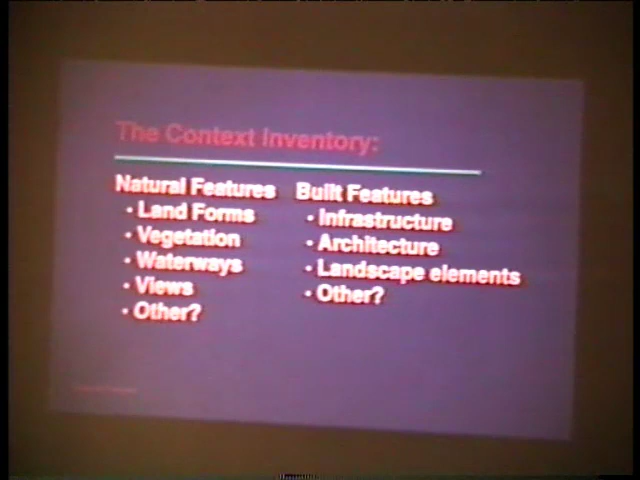 The Context Inventory:
Natural Features
• Land Forms
• Vegetation
• Waterways
• Views
• Other?
Built Features
• Infrastructure
• Architecture
• Landscape elements
• Other?